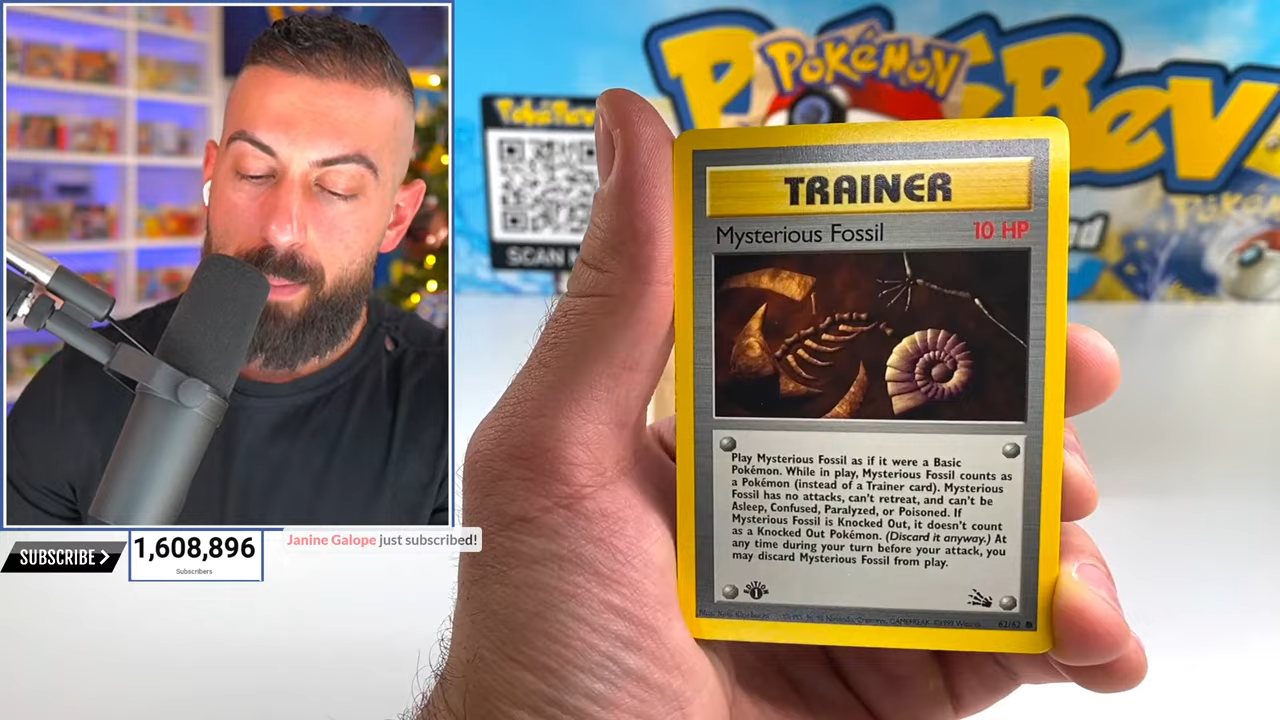 PokéRev
SCAN
POKéMON
PokéRev
TRAINER
Mysterious Fossil
10 HP
Play Mysterious Fossil as if it were a Basic
Pokémon. While in play, Mysterious Fossil counts as
a Pokémon (instead of a Trainer card). Mysterious
Fossil has no attacks, can't retreat, and can't be
Asleep, Confused, Paralyzed, or Poisoned. If
Mysterious Fossil is Knocked Out, it doesn't count
as a Knocked Out Pokémon. (Discard it anyway.) At
any time during your turn before your attack, you
may discard Mysterious Fossil from play.
EDITION
1
62/62
SUBSCRIBE
1,608,896
Subscribers
Janine Galope just subscribed!